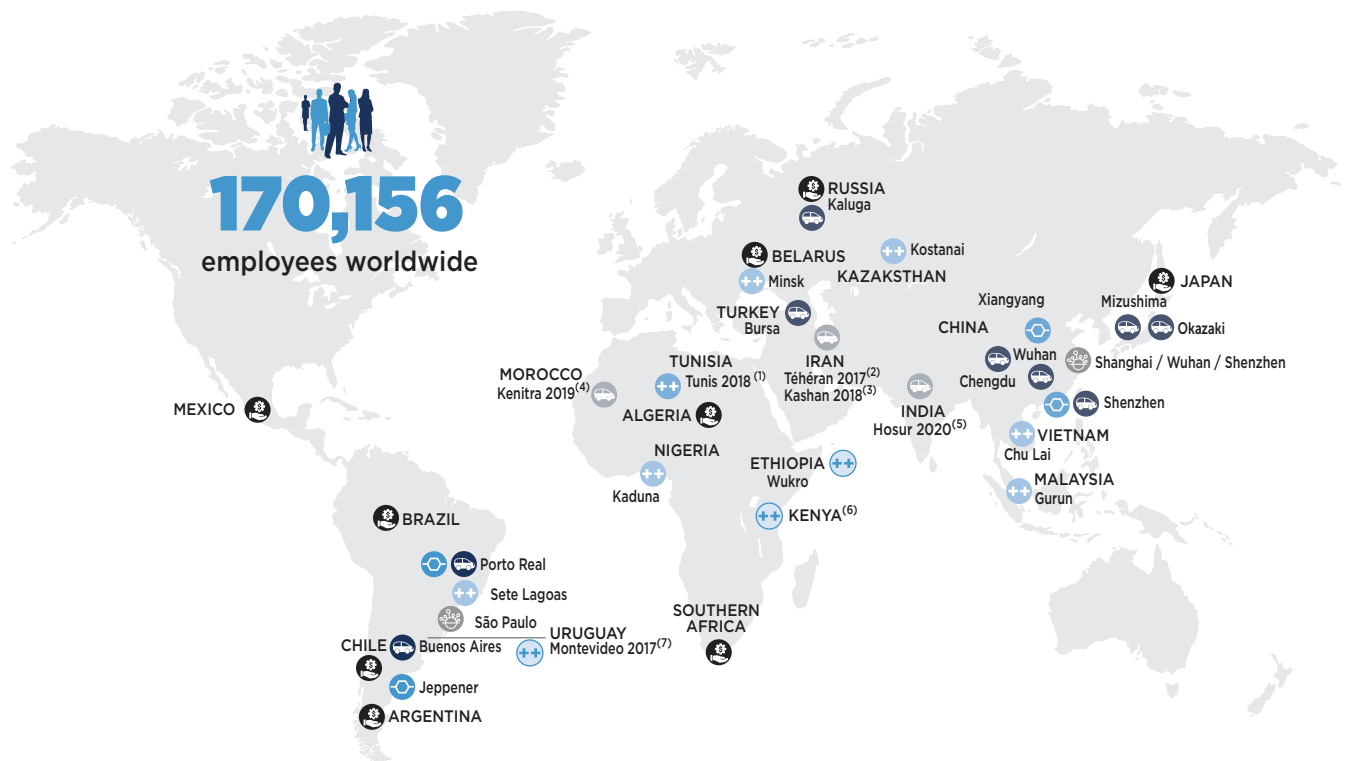 170,156
employees worldwide
RUSSIA
Kaluga
BELARUS
Minsk
Kostanai
KAZAKSTHAN
TURKEY
Bursa
JAPAN
Mizushima
Okazaki
Xiangyang
CHINA
Wuhan
Chengdu
Shanghai / Wuhan / Shenzhen
Shenzhen
IRAN
Téhéran 2017(2)
Kashan 2018(3)
TUNISIA
Tunis 2018 (1)
MOROCCO
Kenitra 2019(4)
ALGERIA
MEXICO
INDIA
Hosur 2020(5)
VIETNAM
Chu Lai
MALAYSIA
Gurun
NIGERIA
Kaduna
ETHIOPIA
Wukro
KENYA(6)
BRAZIL
Porto Real
Sete Lagoas
São Paulo
SOUTHERN
AFRICA
URUGUAY
Montevideo 2017(7)
CHILE
Buenos Aires
Jeppener
ARGENTINA